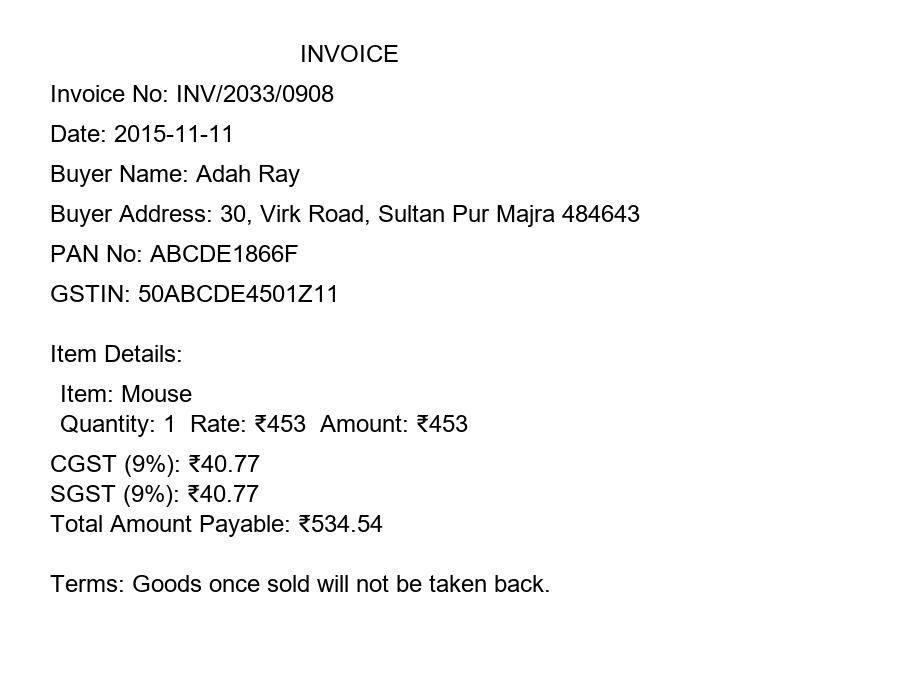 INVOICE
Invoice No: INV/2033/0908
Date: 2015-11-11
Buyer Name: Adah Ray
Buyer Address: 30, Virk Road, Sultan Pur Majra 484643
PAN No: ABCDE1866F
GSTIN: 50ABCDE4501Z11
Item Details:
Item: Mouse
Quantity: 1  Rate: ₹453  Amount: ₹453
CGST (9%): ₹40.77
SGST (9%): ₹40.77
Total Amount Payable: ₹534.54
Terms: Goods once sold will not be taken back.